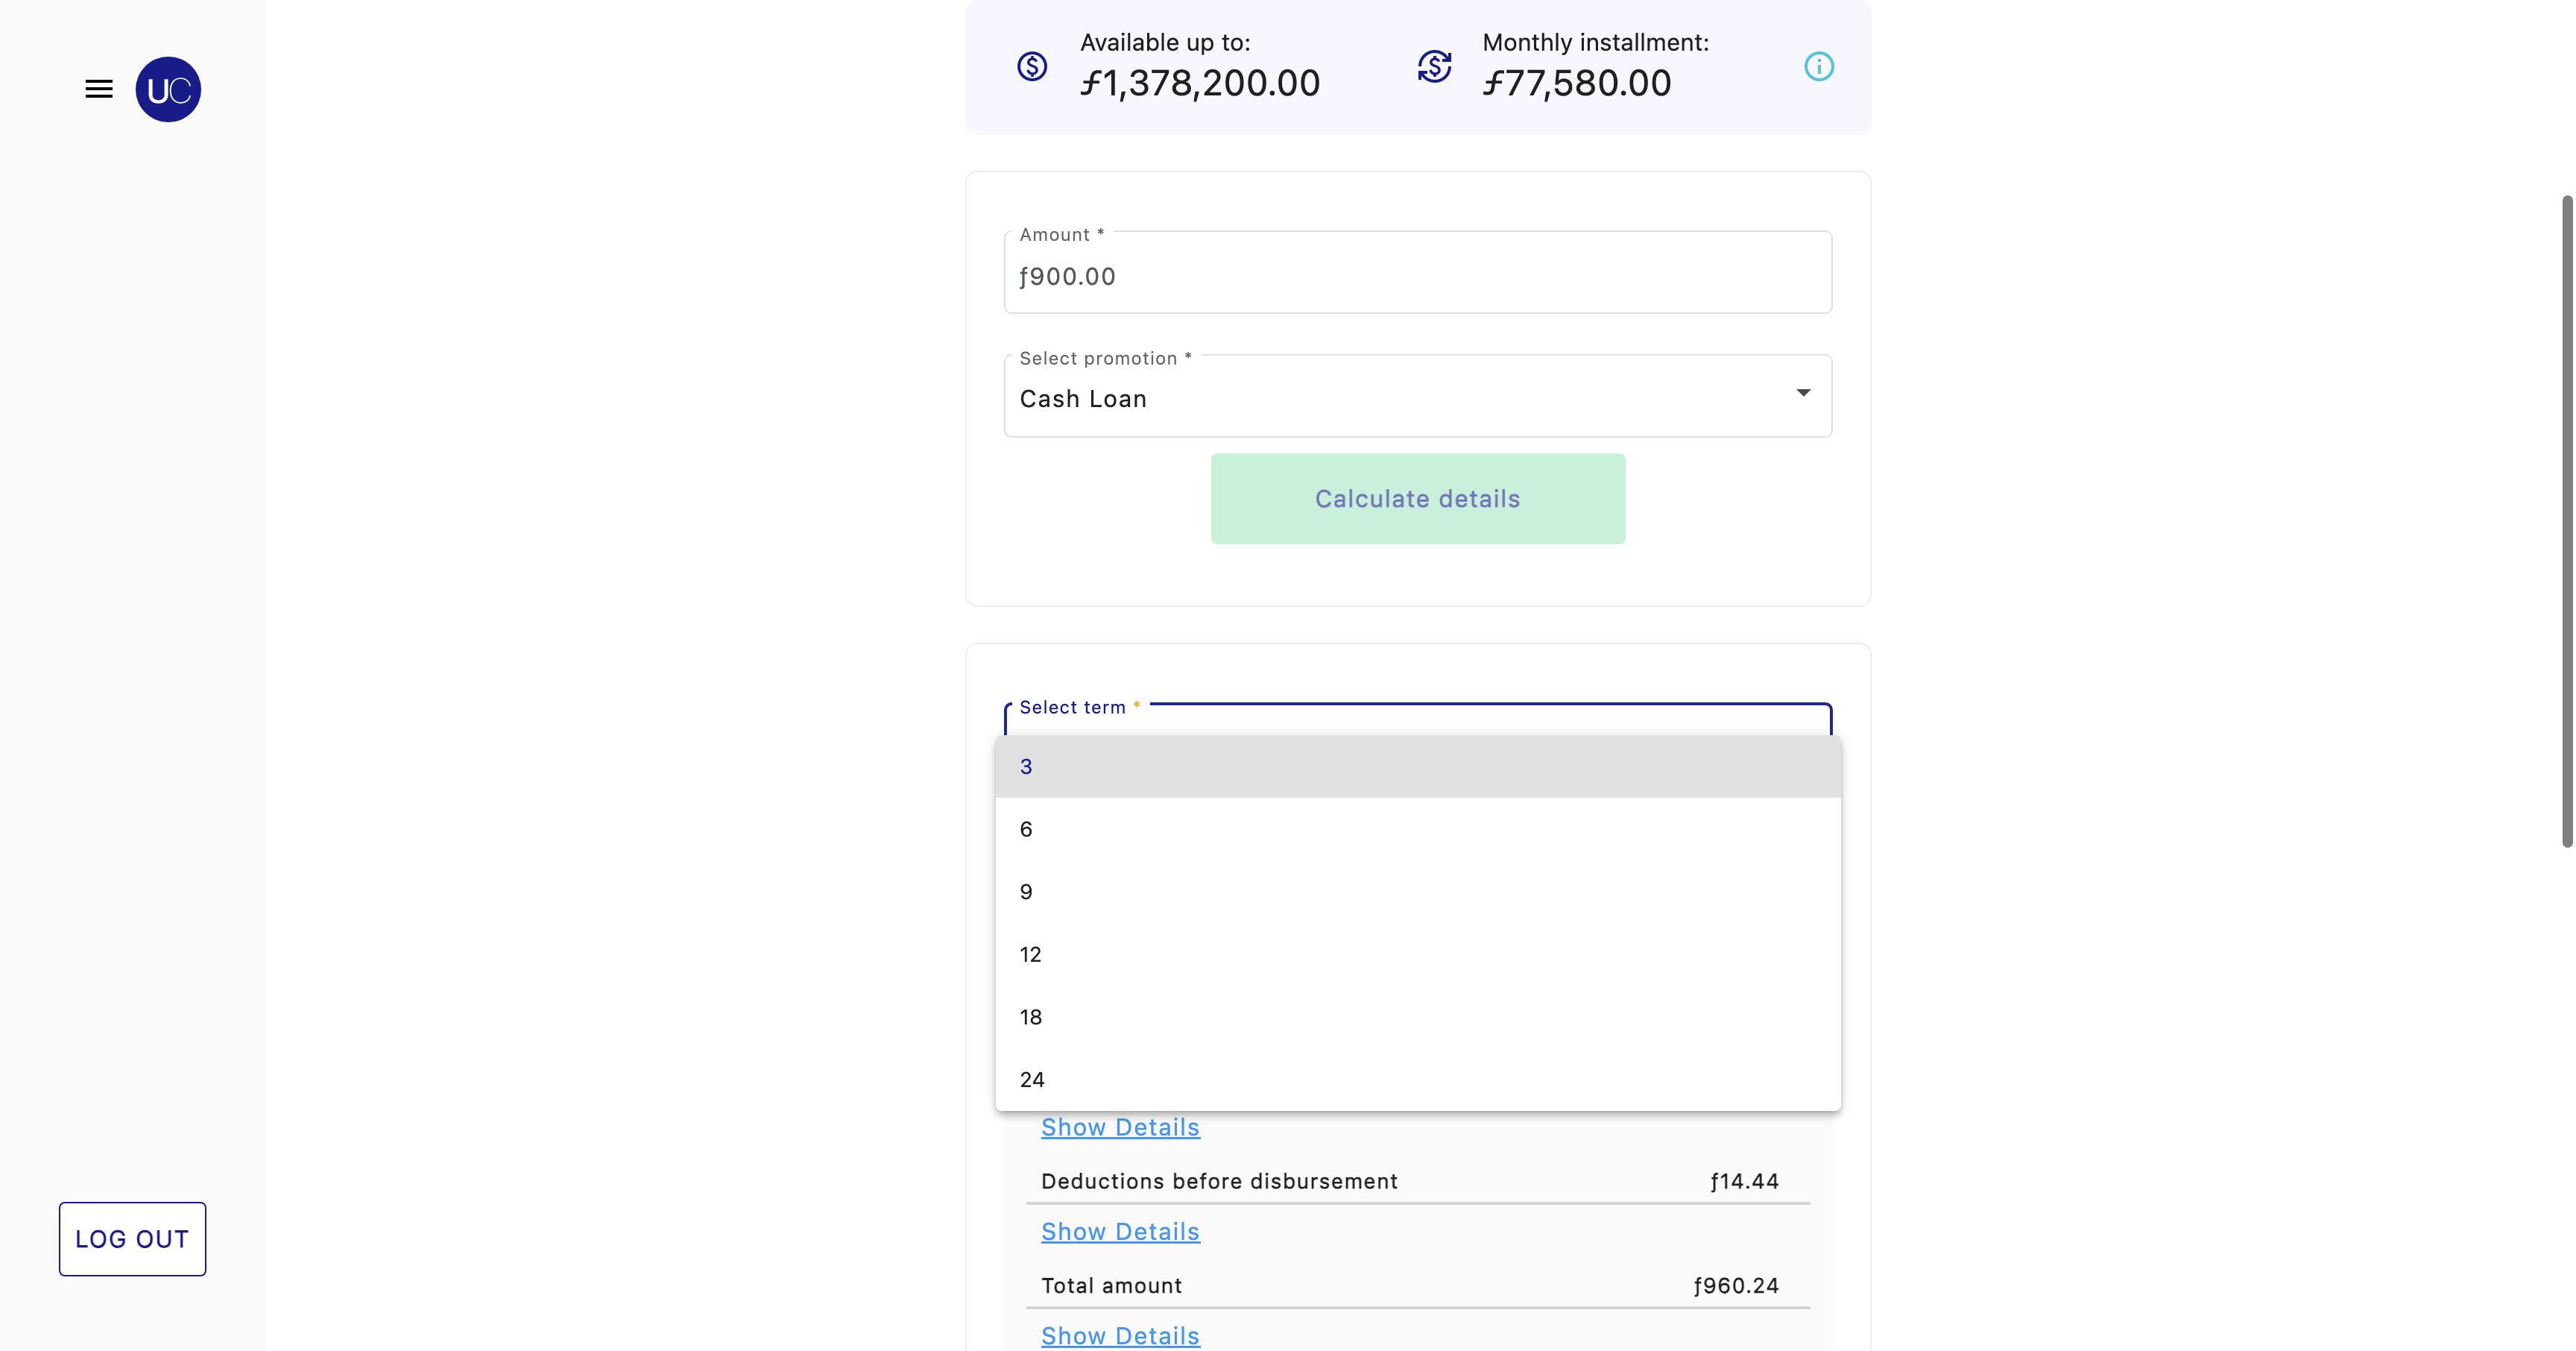 UC
Available up to:
ƒ1,378,200.00
Monthly installment:
ƒ77,580.00
Amount *
ƒ900.00
Select promotion *
Cash Loan
Calculate details
Select term *
3
6
9
12
18
24
Show Details
Deductions before disbursement ƒ14.44
Show Details
Total amount ƒ960.24
Show Details
LOG OUT